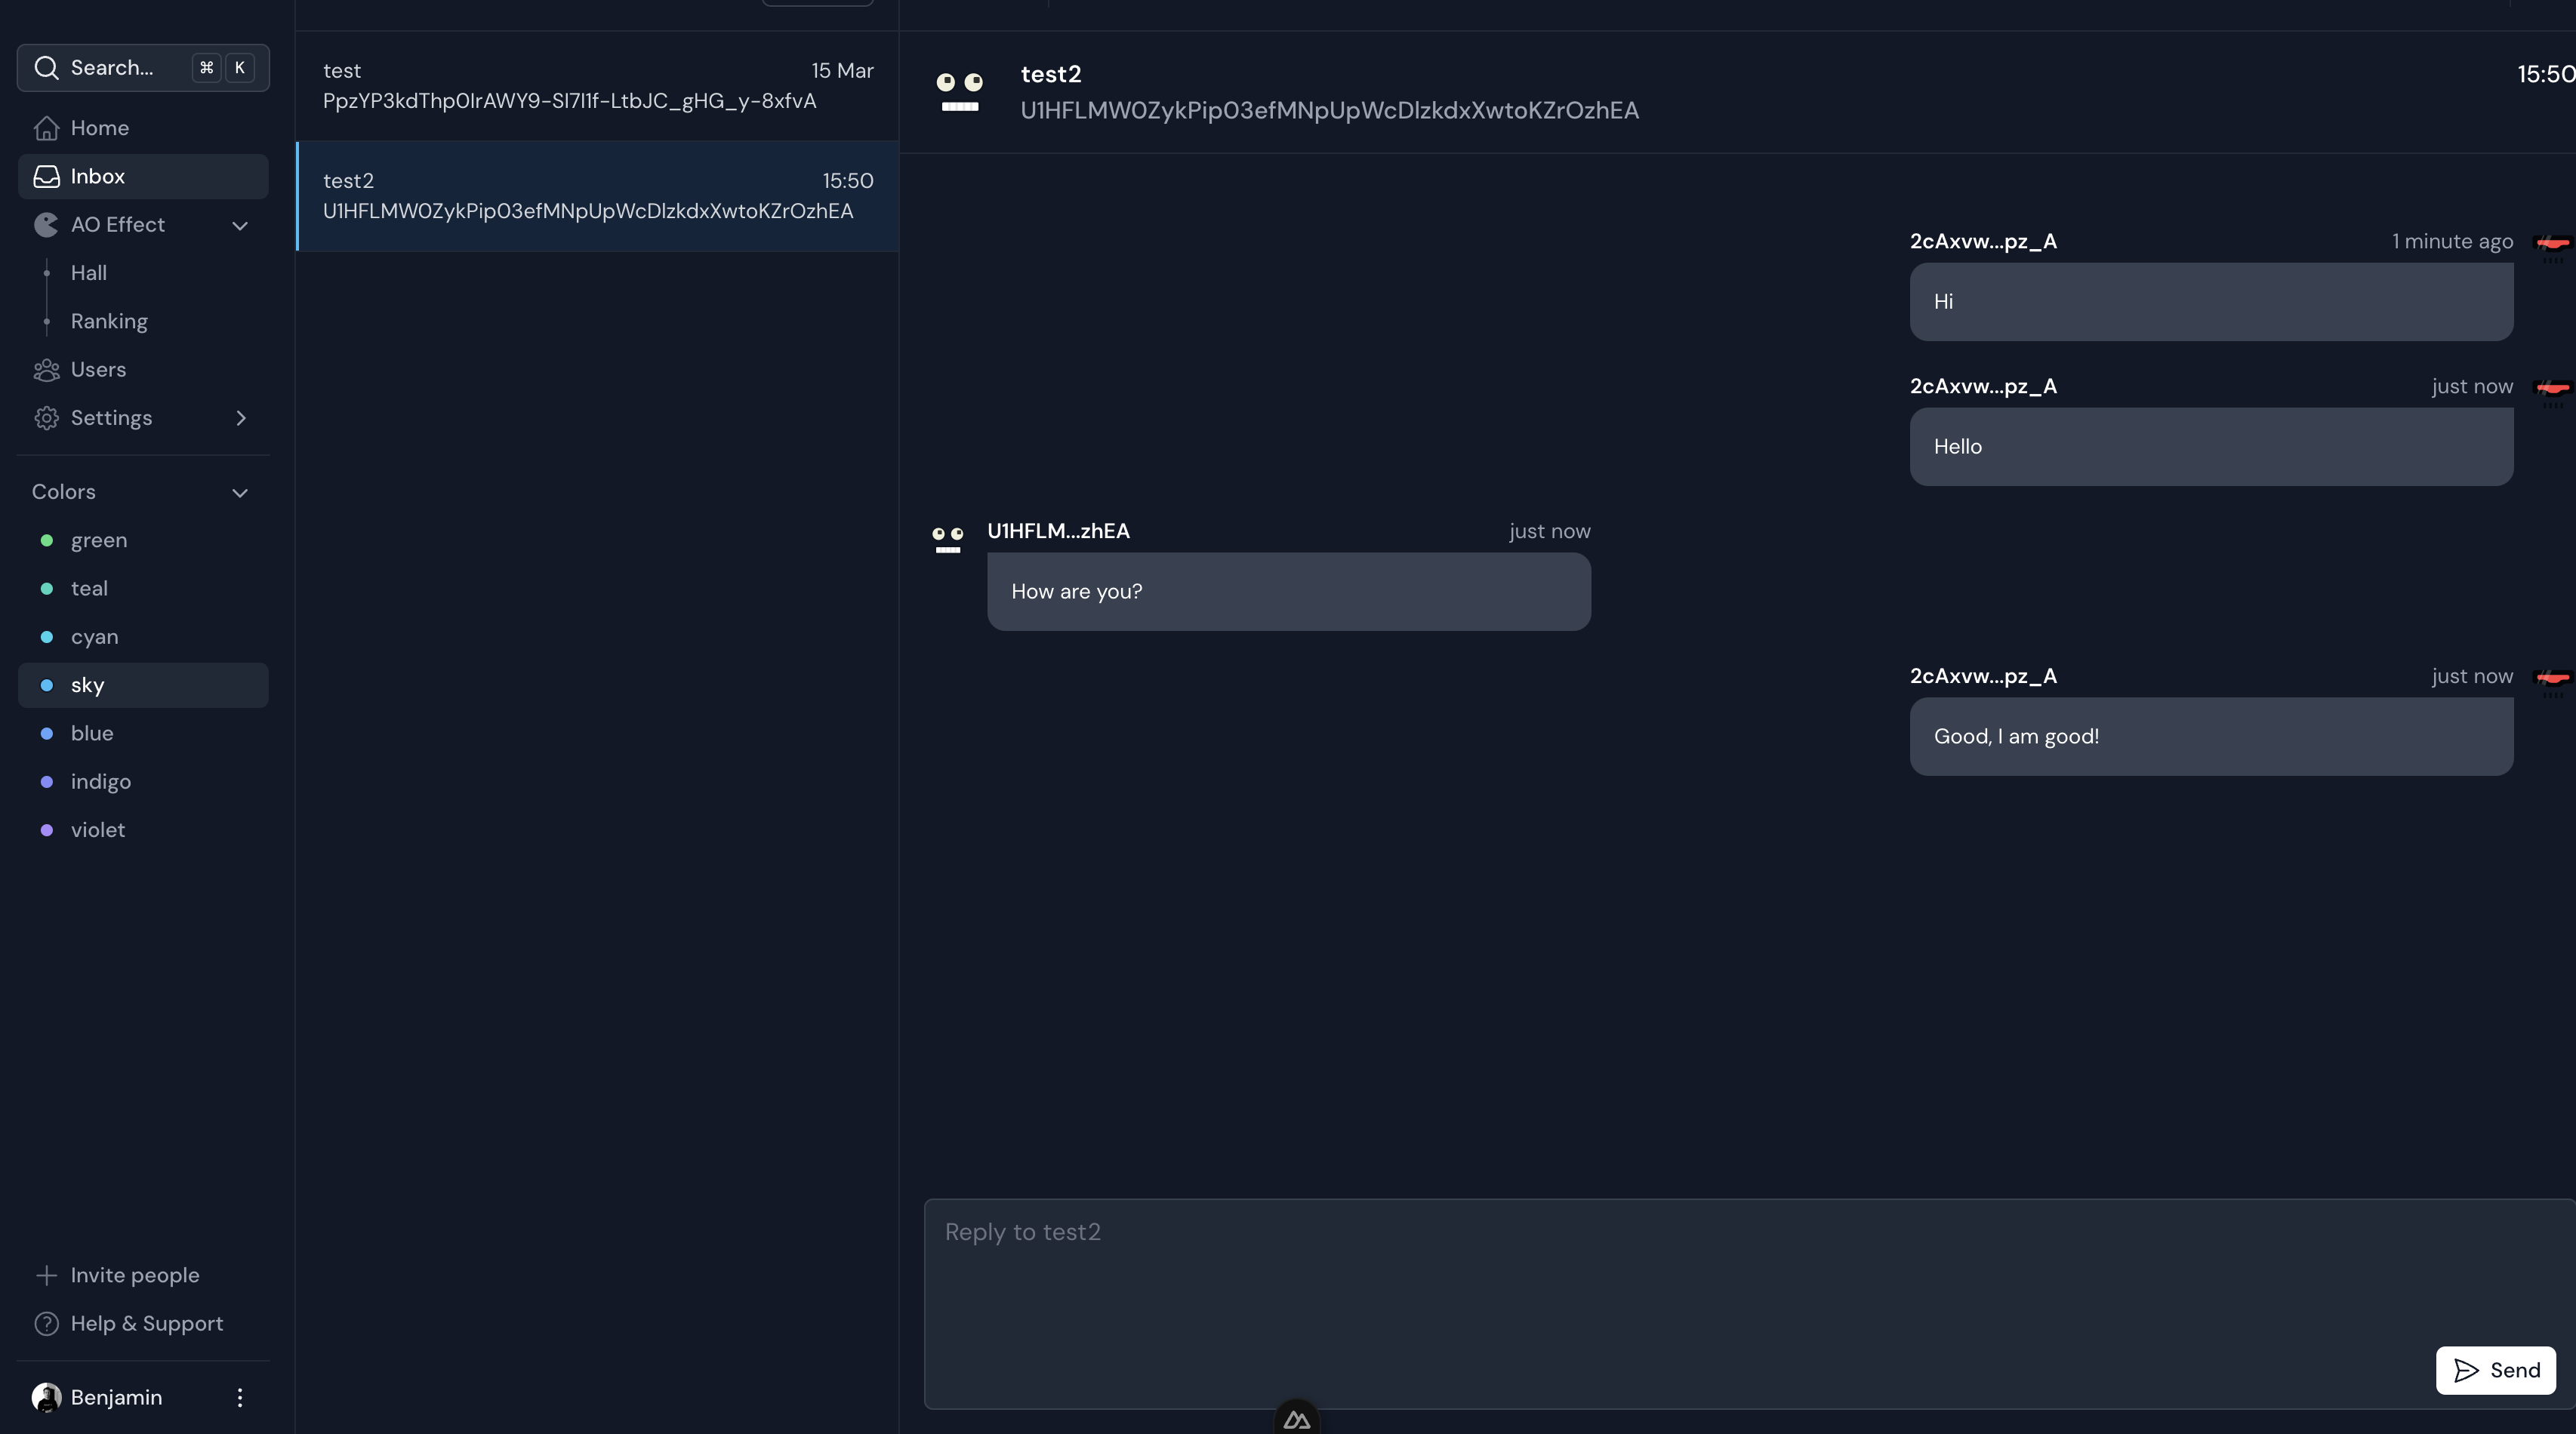 Search...
⌘ K
Home
Inbox
AO Effect
Hall
Ranking
Users
Settings
Colors
green
teal
cyan
sky
blue
indigo
violet
Invite people
Help & Support
Benjamin
test 15 Mar
PpzYP3kdThp0IrAWY9-SI7I1f-LtbJC_gHG_y-8xfvA
test2 15:50
U1HFLMW0ZykPip03efMNpUpWcDlzkdxXwtoKZrOzhEA
test2 15:50
U1HFLMW0ZykPip03efMNpUpWcDlzkdxXwtoKZrOzhEA
2cAxvw...pz_A 1 minute ago
Hi
2cAxvw...pz_A just now
Hello
U1HFLM...zhEA just now
How are you?
2cAxvw...pz_A just now
Good, I am good!
Reply to test2
Send